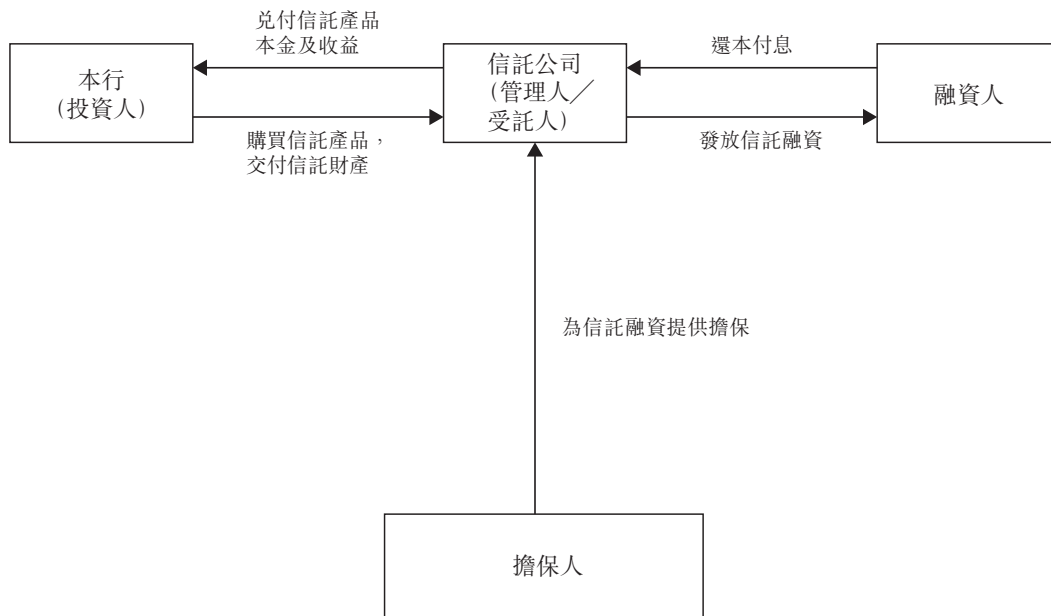 兑付信託產品
本金及收益
本行
（投資人）
購買信託產品，
交付信託財產
信託公司
（管理人／
受託人）
還本付息
發放信託融資
融資人
為信託融資提供擔保
擔保人